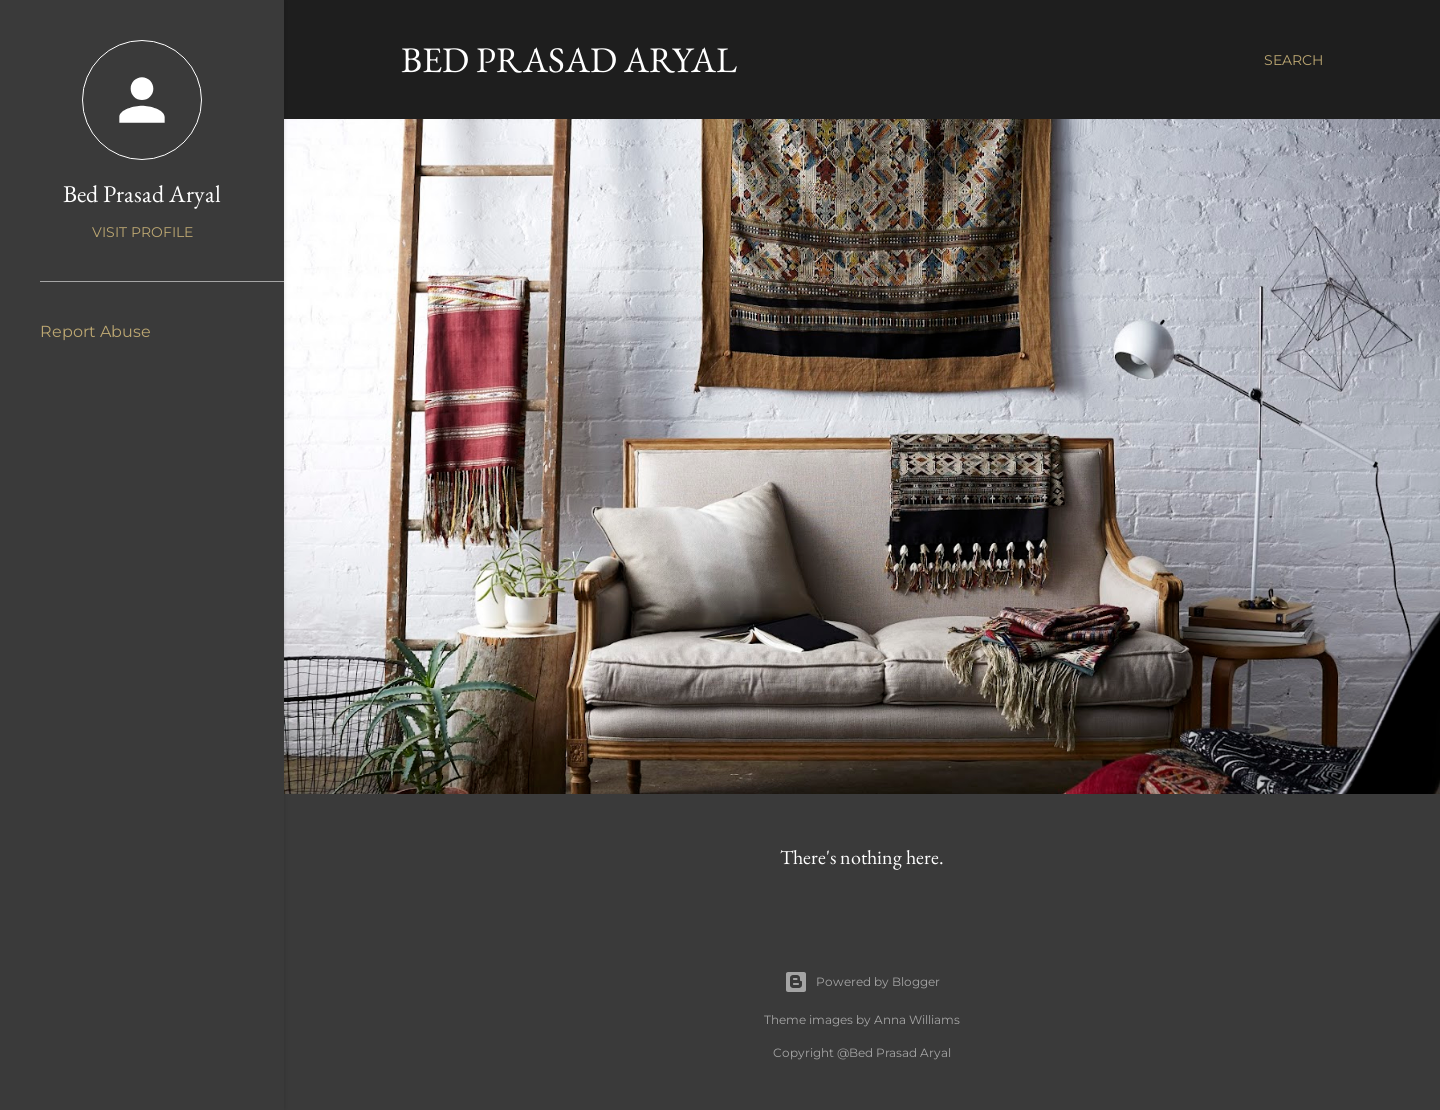 Bed Prasad Aryal
VISIT PROFILE
Report Abuse
BED PRASAD ARYAL
SEARCH
There's nothing here.
Powered by Blogger
Theme images by Anna Williams
Copyright @Bed Prasad Aryal